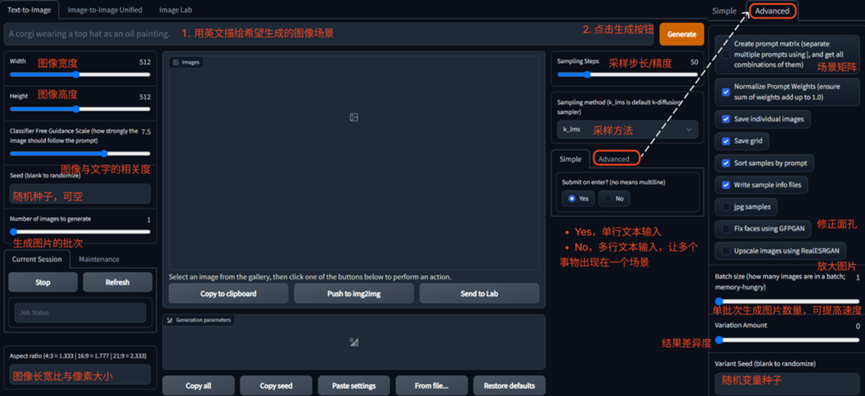 Text-to-Image
Image-to-Image Unified
Image Lab
A corgi wearing a top hat as an oil painting.
1. 用英文描绘希望生成的图像场景
2. 点击生成按钮
Generate
Width
图像宽度
512
Height
图像高度
512
Classifier Free Guidance Scale (how strongly the
image should follow the prompt)
7.5
图像与文字的相关度
Seed (blank to randomize)
随机种子，可空
Number of images to generate
1
生成图片的批次
Current Session
Maintenance
Stop
Refresh
Job Status
Aspect ratio (4:3 = 1.333 | 16:9 = 1.777 | 21:9 = 2.333)
图像长宽比与像素大小
Images
Select an image from the gallery, then click one of the buttons below to perform an action.
Copy to clipboard
Push to img2img
Send to Lab
Generation parameters
Copy all
Copy seed
Paste settings
From file...
Restore defaults
Sampling Steps
50
采样步长/精度
Sampling method (k_lms is default k-diffusion
sampler)
k_lms
采样方法
Simple
Advanced
Submit on enter? (no means multiline)
Yes
No
• Yes，单行文本输入
• No，多行文本输入，让多个
事物出现在一个场景
Simple
Advanced
Create prompt matrix (separate
multiple prompts using |, and get all
combinations of them)
场景矩阵
Normalize Prompt Weights (ensure
sum of weights add up to 1.0)
Save individual images
Save grid
Sort samples by prompt
Write sample info files
jpg samples
Fix faces using GFPGAN
修正面孔
Upscale images using RealESRGAN
放大图片
Batch size (how many images are in a batch;
memory-hungry)
1
单批次生成图片数量，可提高速度
Variation Amount
0
结果差异度
Variant Seed (blank to randomize)
随机变量种子